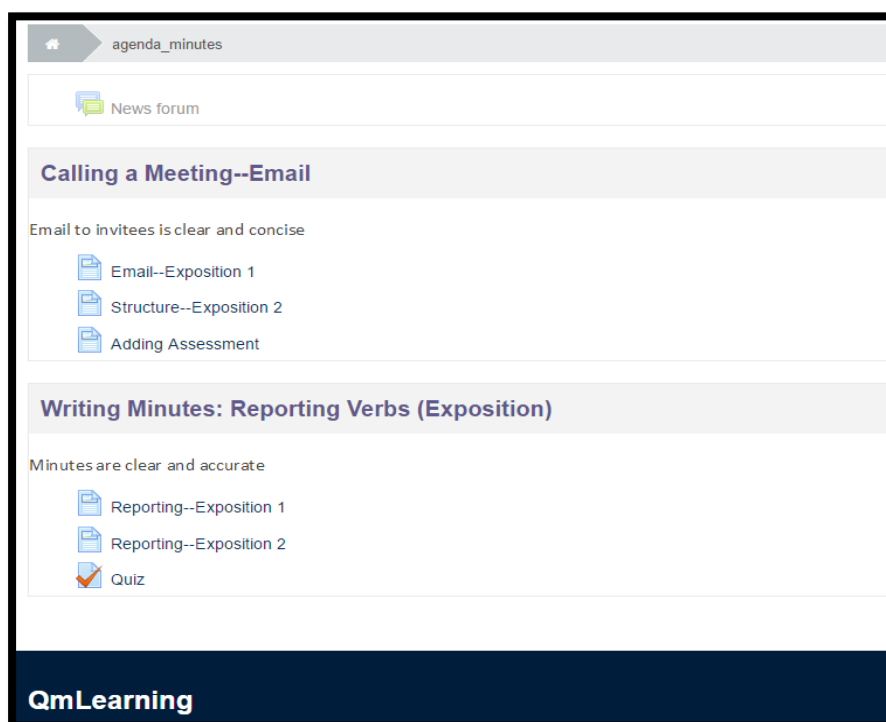 agenda_minutes
News forum
Calling a Meeting--Email
Email to invitees is clear and concise
Email--Exposition 1
Structure--Exposition 2
Adding Assessment
Writing Minutes: Reporting Verbs (Exposition)
Minutes are clear and accurate
Reporting--Exposition 1
Reporting--Exposition 2
Quiz
QmLearning